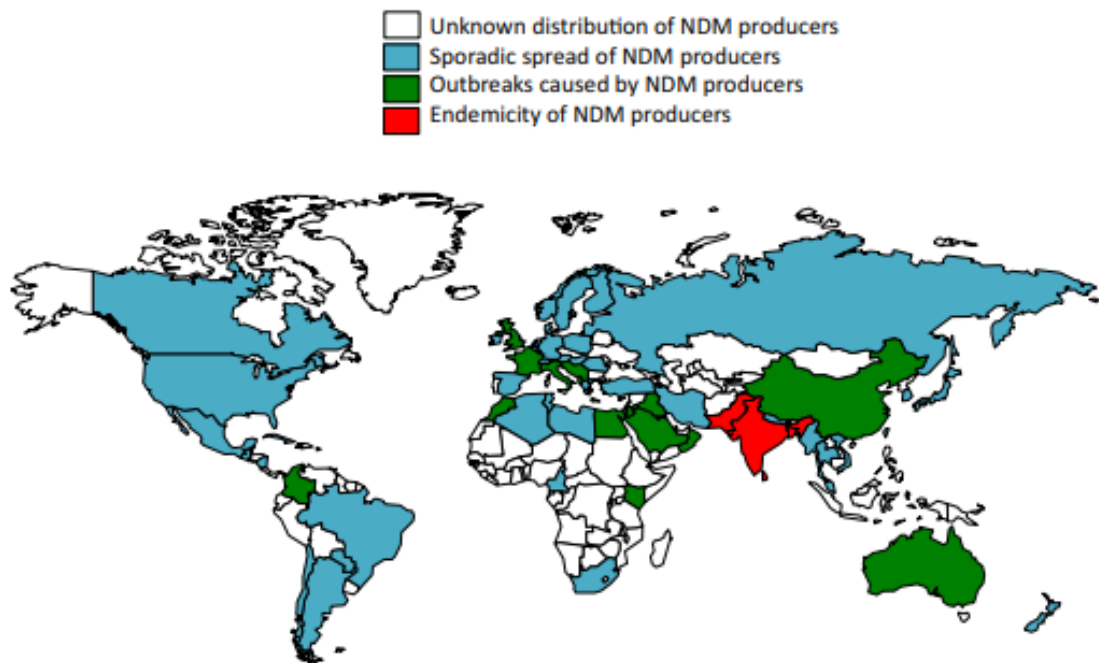 Unknown distribution of NDM producers
Sporadic spread of NDM producers
Outbreaks caused by NDM producers
Endemicity of NDM producers